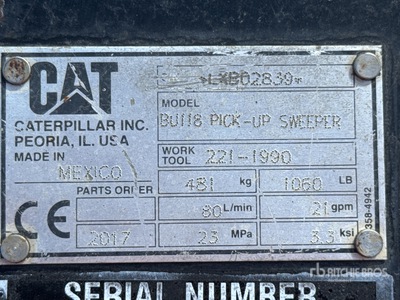 *LXB02839*
CAT
MODEL
BU118 PICK-UP SWEEPER
CATERPILLAR INC.
PEORIA, IL. USA
MADE IN
MEXICO
WORK TOOL 221-1990
PARTS ORDER
481 kg 1060 LB
80 L/min 21 gpm
CE
2017 23 MPa 3.3 ksi
358-4942
rb RITCHIE BROS
SERIAL NUMBER